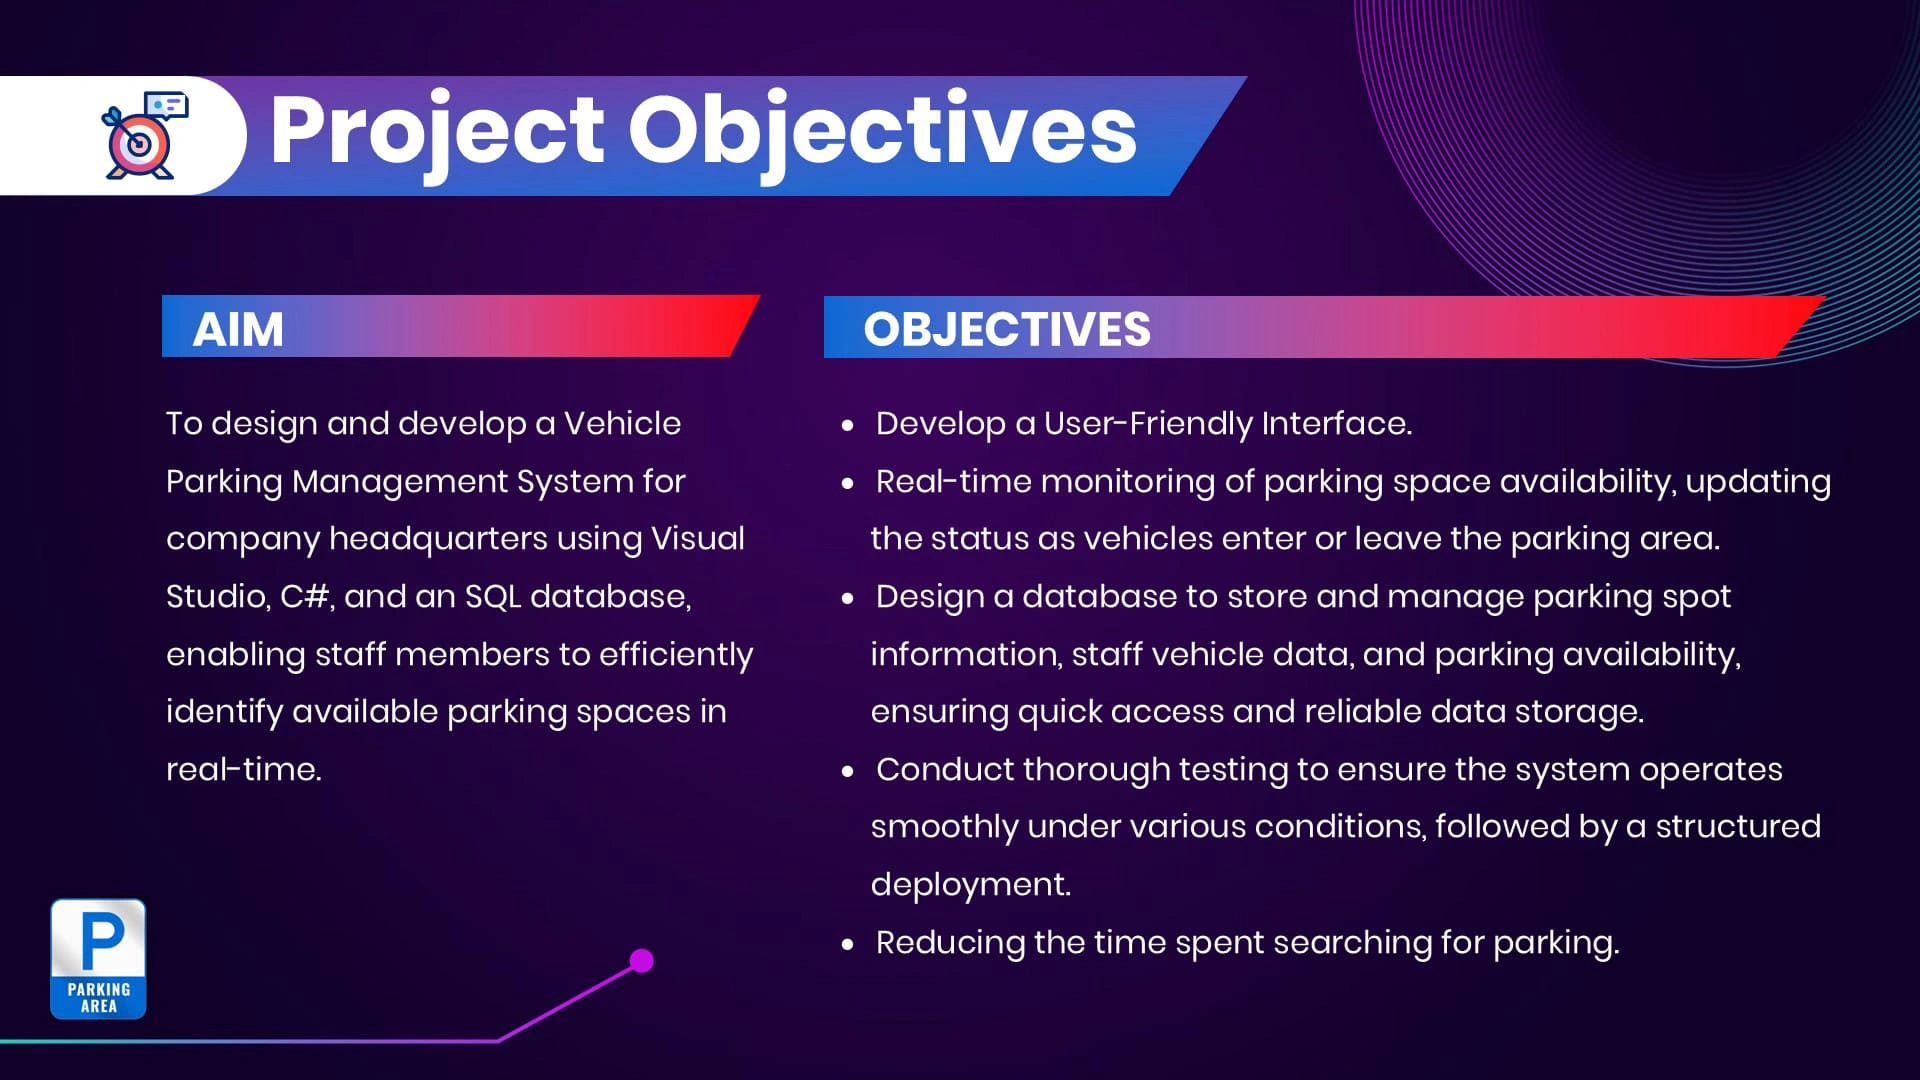 Project Objectives
AIM
To design and develop a Vehicle
Parking Management System for
company headquarters using Visual
Studio, C#, and an SQL database,
enabling staff members to efficiently
identify available parking spaces in
real-time.
OBJECTIVES
• Develop a User-Friendly Interface.
• Real-time monitoring of parking space availability, updating
the status as vehicles enter or leave the parking area.
• Design a database to store and manage parking spot
information, staff vehicle data, and parking availability,
ensuring quick access and reliable data storage.
• Conduct thorough testing to ensure the system operates
smoothly under various conditions, followed by a structured
deployment.
• Reducing the time spent searching for parking.
P
PARKING
AREA